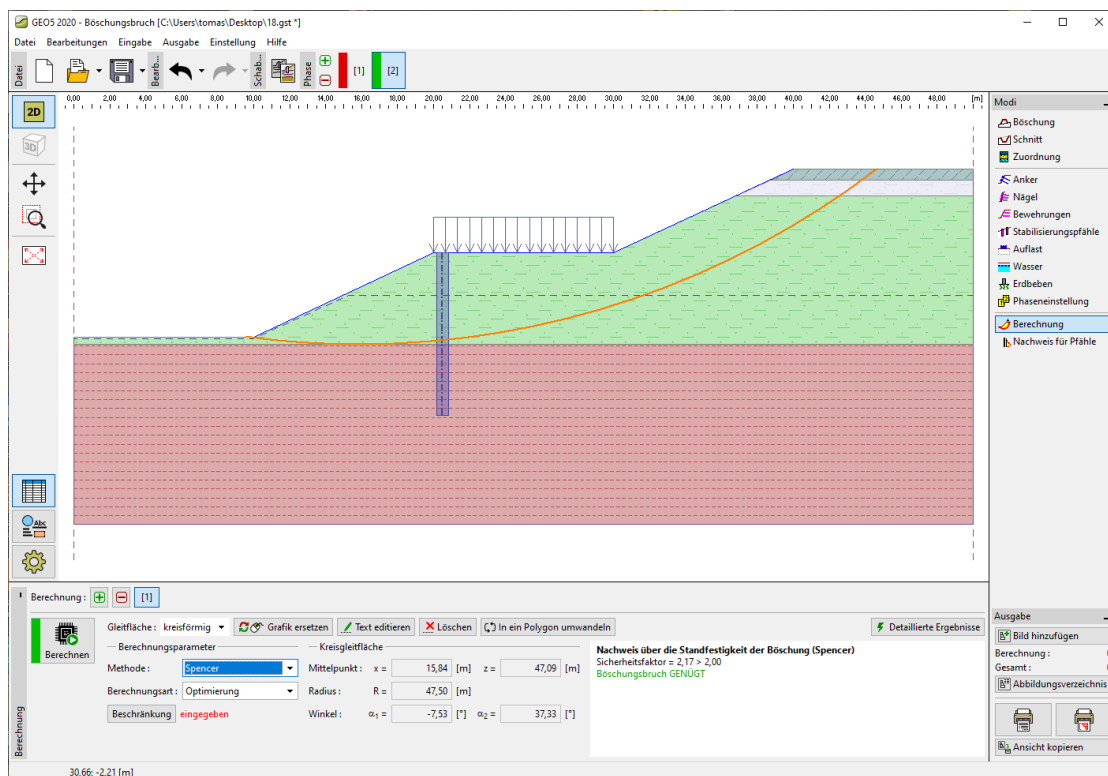 GEO5 2020 - Böschungsbruch [C:\Users\tomas\Desktop\18.gst *]
Datei Bearbeitungen Eingabe Ausgabe Einstellung Hilfe
Datei
Bearb...
Schab...
Phase
[1]
[2]
2D
3D
0,00 2,00 4,00 6,00 8,00 10,00 12,00 14,00 16,00 18,00 20,00 22,00 24,00 26,00 28,00 30,00 32,00 34,00 36,00 38,00 40,00 42,00 44,00 46,00 48,00 [m]
Modi
Böschung
Schnitt
Zuordnung
Anker
Nägel
Bewehrungen
Stabilisierungspfähle
Auflast
Wasser
Erdbeben
Phaseneinstellung
Berechnung
Nachweis für Pfähle
Abc
Berechnung : [1]
Berechnen
Gleitfläche : kreisförmig Grafik ersetzen Text editieren Löschen In ein Polygon umwandeln Detaillierte Ergebnisse
Berechnungsparameter
Methode : Spencer
Berechnungsart : Optimierung
Beschränkung eingegeben
Kreisgleitfläche
Mittelpunkt : x = 15,84 [m] z = 47,09 [m]
Radius : R = 47,50 [m]
Winkel : α1 = -7,53 [°] α2 = 37,33 [°]
Nachweis über die Standfestigkeit der Böschung (Spencer)
Sicherheitsfaktor = 2,17 > 2,00
Böschungsbruch GENÜGT
Berechnung
Ausgabe
Bild hinzufügen
Berechnung :
Gesamt :
Abbildungsverzeichnis
Ansicht kopieren
30,66; -2,21 [m]